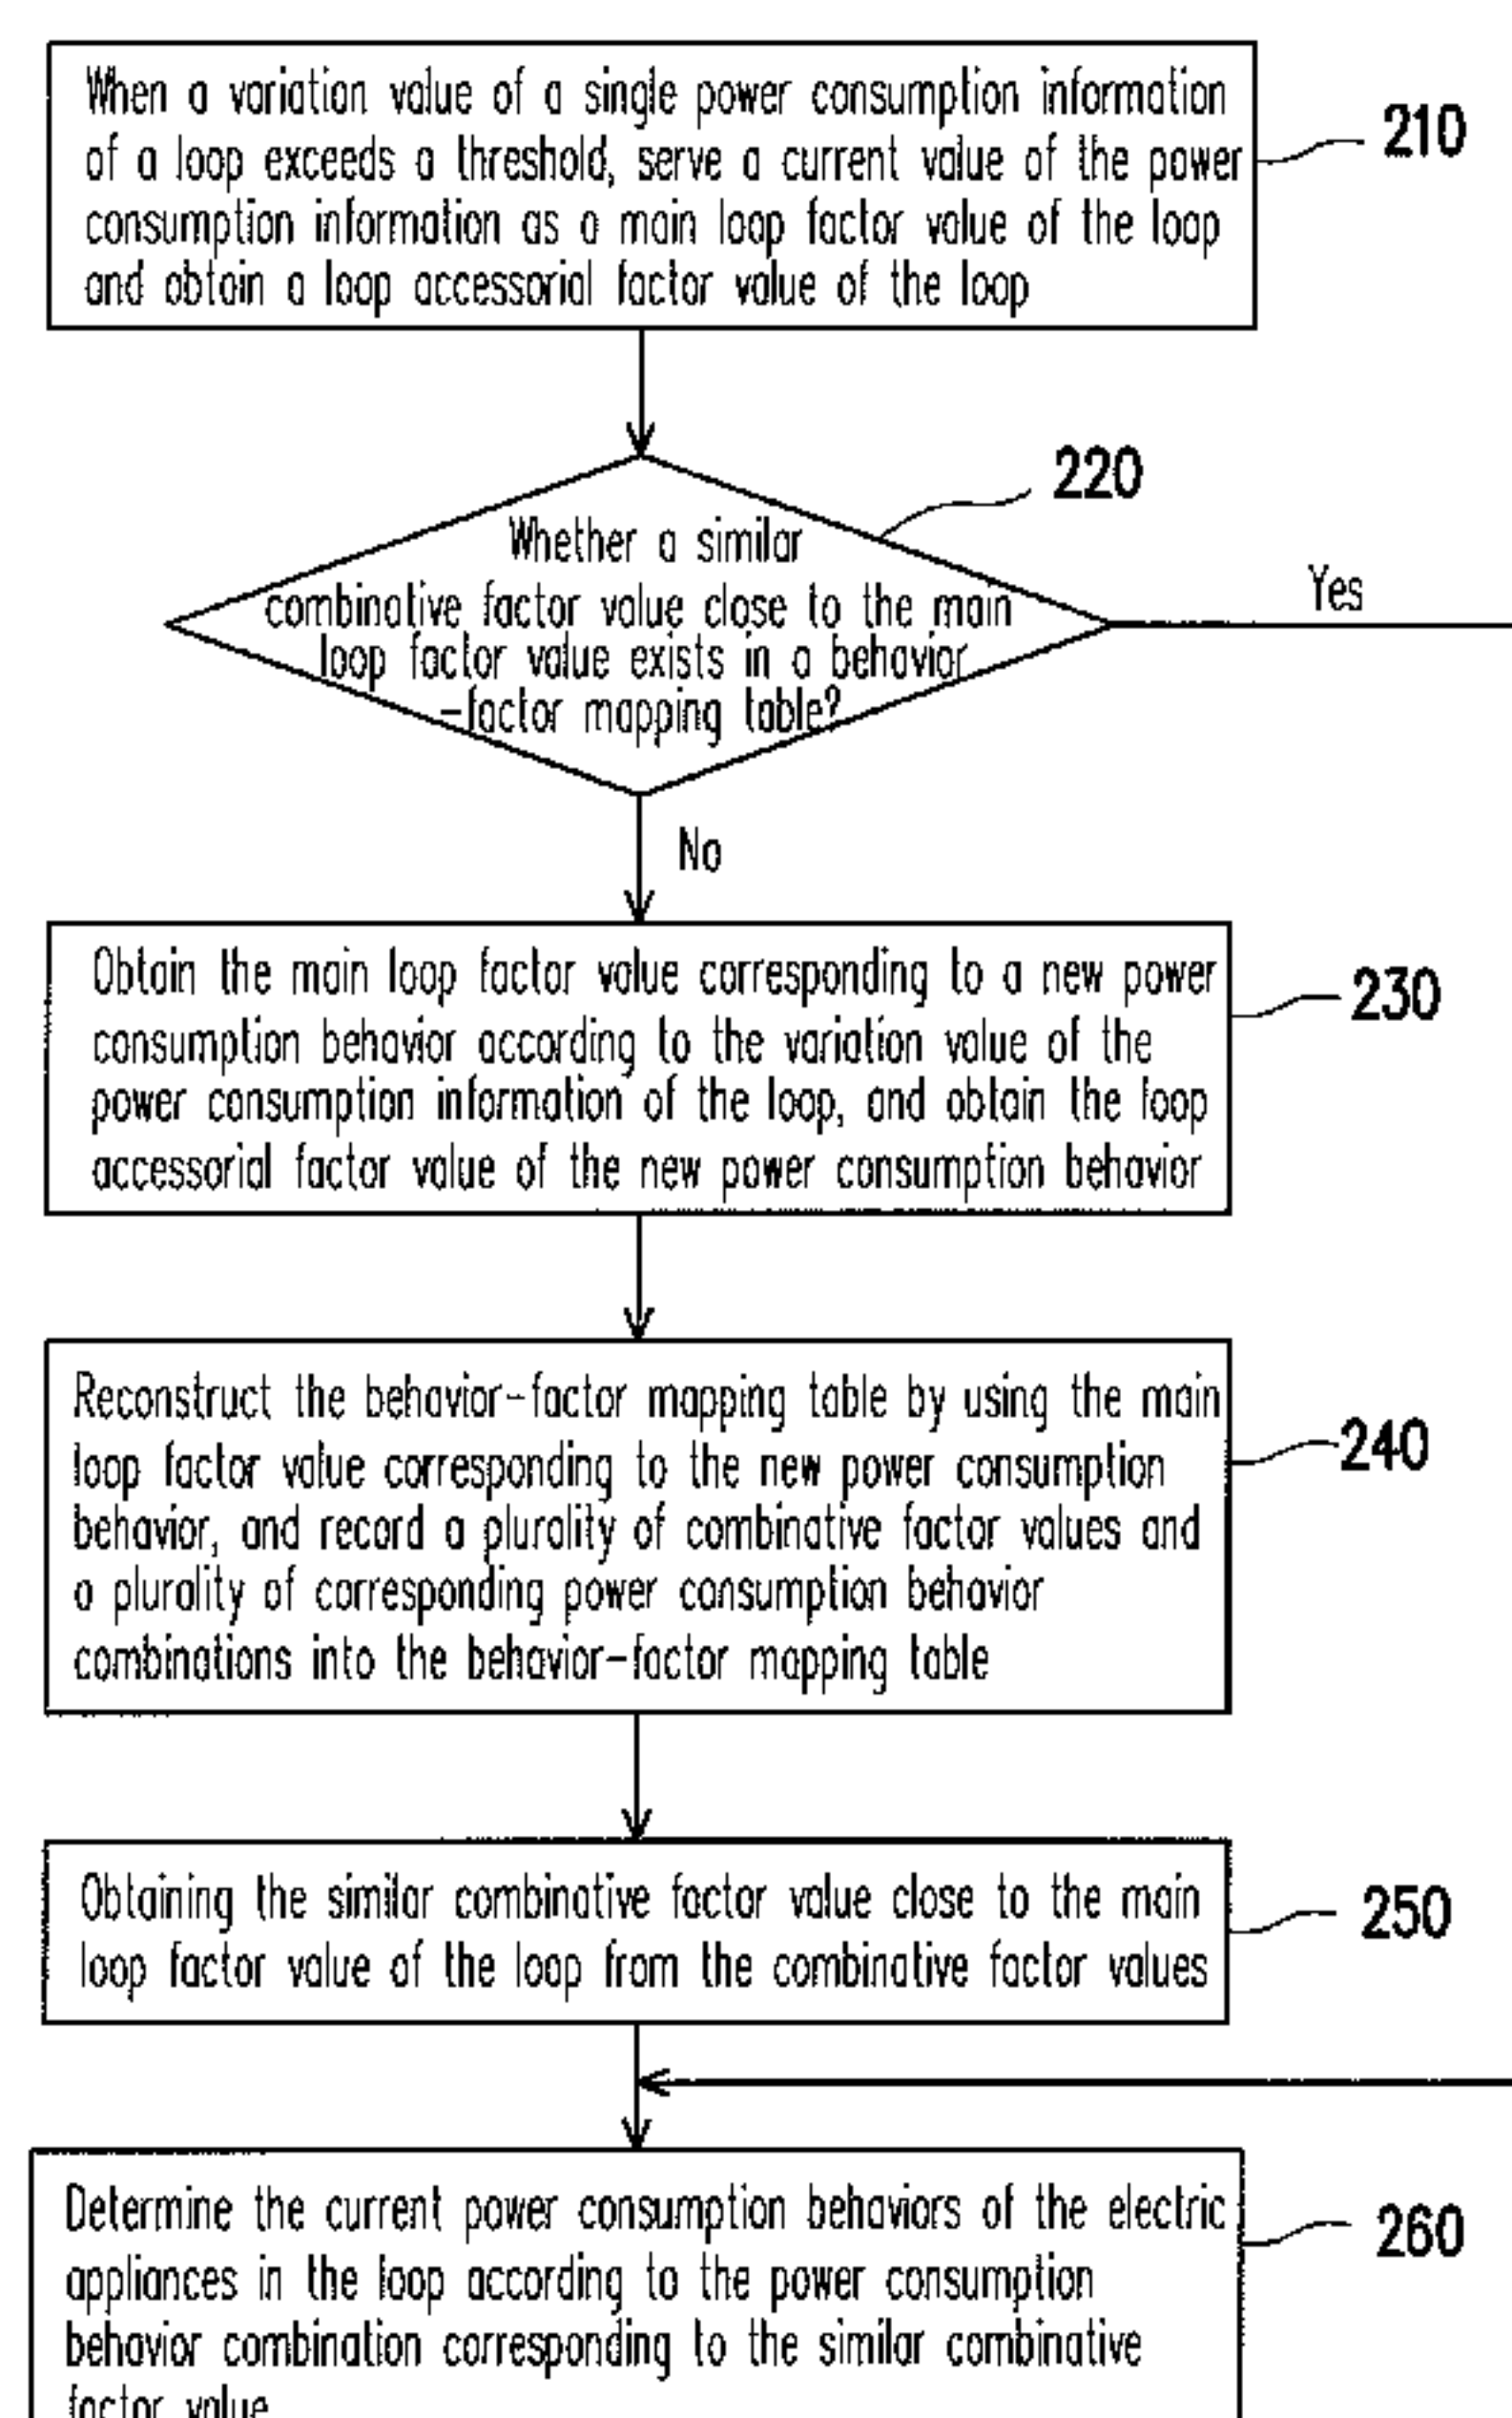 When a variation value of a single power consumption information
of a loop exceeds a threshold, serve a current value of the power
consumption information as a main loop factor value of the loop
and obtain a loop accessorial factor value of the loop
210
220
Whether a similar
combinative factor value close to the main
loop factor value exists in a behavior
-factor mapping table?
Yes
No
Obtain the main loop factor value corresponding to a new power
consumption behavior according to the variation value of the
power consumption information of the loop, and obtain the loop
accessorial factor value of the new power consumption behavior
230
Reconstruct the behavior-factor mapping table by using the main
loop factor value corresponding to the new power consumption
behavior, and record a plurality of combinative factor values and
a plurality of corresponding power consumption behavior
combinations into the behavior-factor mapping table
240
Obtaining the similar combinative factor value close to the main
loop factor value of the loop from the combinative factor values
250
Determine the current power consumption behaviors of the electric
appliances in the loop according to the power consumption
behavior combination corresponding to the similar combinative
factor value
260